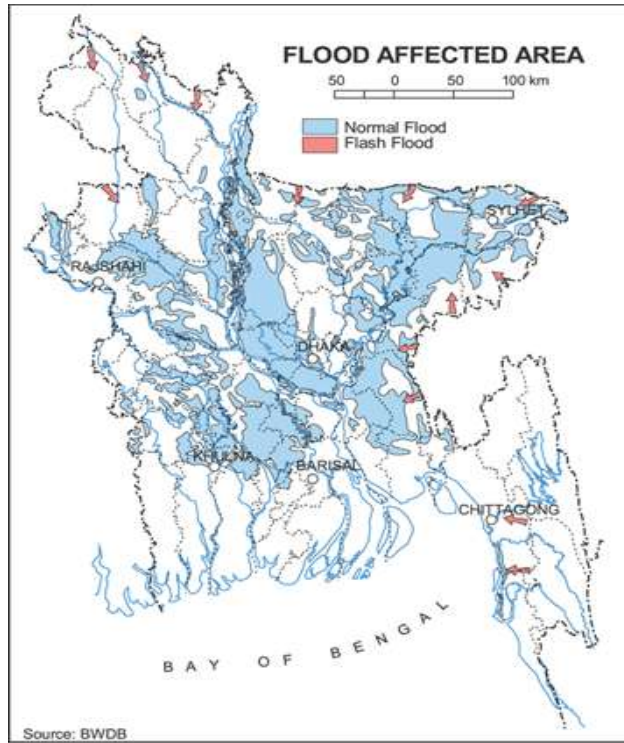 FLOOD AFFECTED AREA
50 0 50 100 km
Normal Flood
Flash Flood
SYLHET
RAJSHAHI
DHAKA
KHULNA
BARISAL
CHITTAGONG
BAY OF BENGAL
Source: BWDB